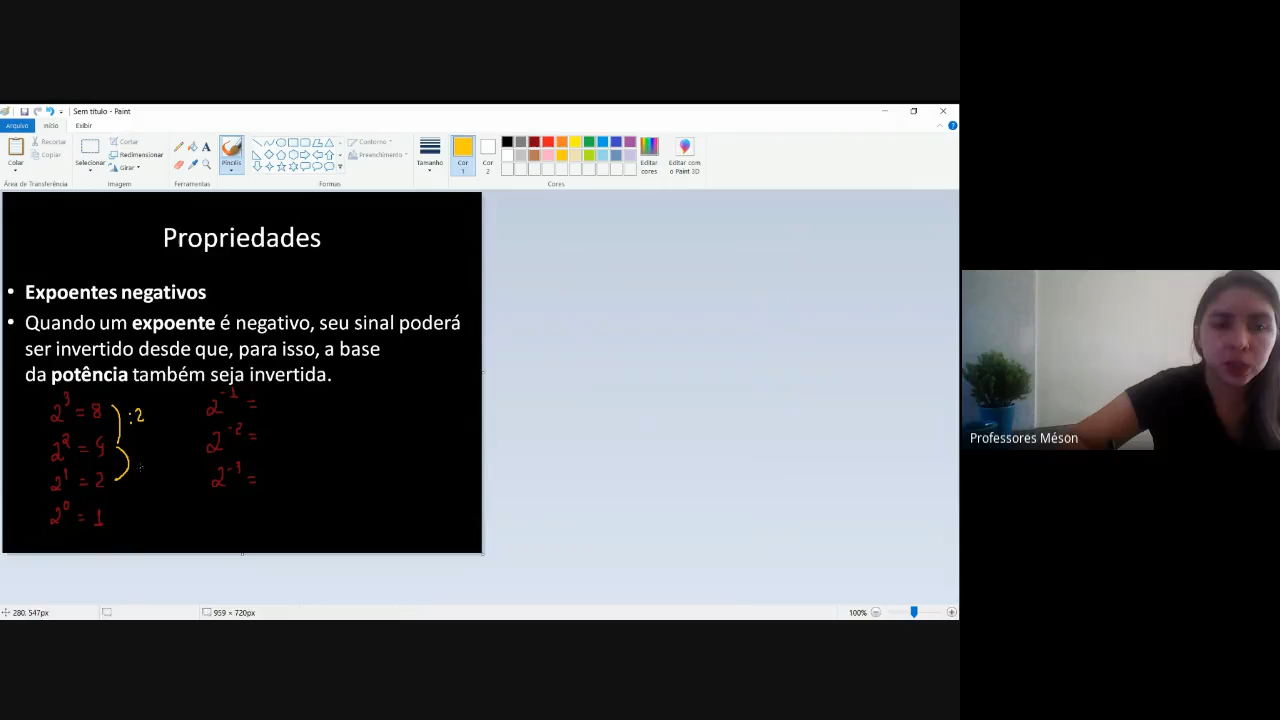 Sem título - Paint
Arquivo Início Exibir
Colar
Recortar
Copiar
Área de Transferência
Selecionar
Cortar
Redimensionar
Girar
Imagem
Ferramentas
Pincéis
Formas
Contorno
Preenchimento
Tamanho
Cor 1
Cor 2
Editar cores
Editar com o Paint 3D
Cores
Propriedades
• Expoentes negativos
• Quando um expoente é negativo, seu sinal poderá
ser invertido desde que, para isso, a base
da potência também seja invertida.
2³ = 8 :2
2² = 4
2¹ = 2
2⁰ = 1
2⁻¹ =
2⁻² =
2⁻³ =
Professores Méson
280, 547px
959 × 720px
100%